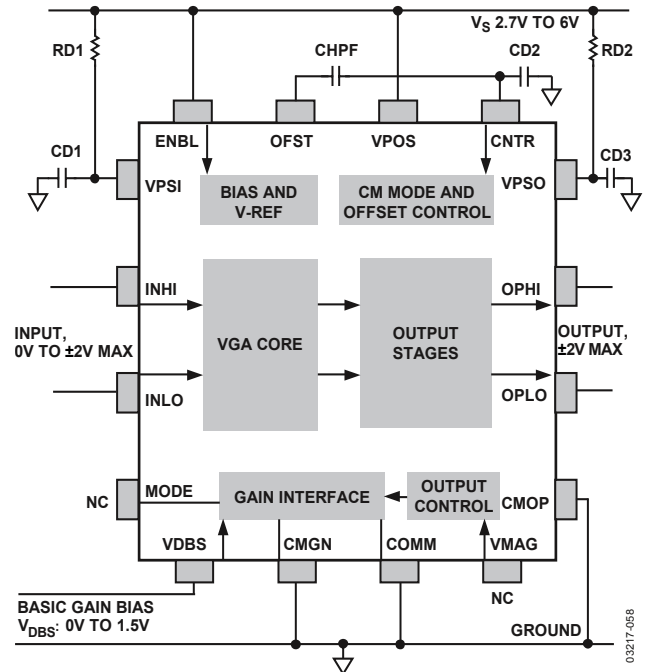 V_S 2.7V TO 6V
RD1
CHPF
CD2
RD2
ENBL
OFST
VPOS
CNTR
CD1
CD3
VPSI
BIAS AND
V-REF
CM MODE AND
OFFSET CONTROL
VPSO
INHI
OPHI
INPUT,
0V TO ±2V MAX
VGA CORE
OUTPUT
STAGES
OUTPUT,
±2V MAX
INLO
OPLO
NC
MODE
GAIN INTERFACE
OUTPUT
CONTROL
CMOP
VDBS
CMGN
COMM
VMAG
NC
BASIC GAIN BIAS
V_DBS: 0V TO 1.5V
GROUND
03217-058